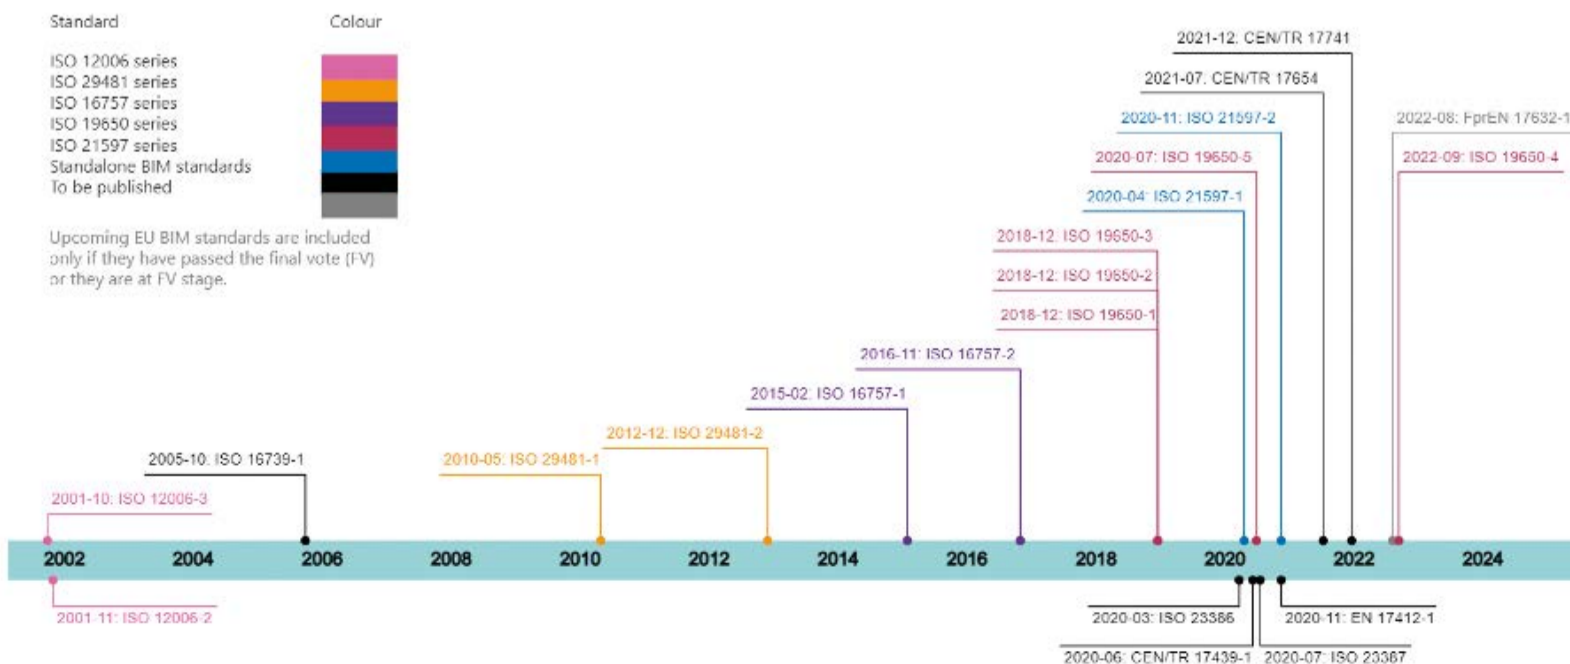 Standard Colour
ISO 12006 series
ISO 29481 series
ISO 16757 series
ISO 19650 series
ISO 21597 series
Standalone BIM standards
To be published
Upcoming EU BIM standards are included
only if they have passed the final vote (FV)
or they are at FV stage.
2021-12: CEN/TR 17741
2021-07: CEN/TR 17654
2020-11: ISO 21597-2
2022-08: FprEN 17632-1
2020-07: ISO 19650-5
2022-09: ISO 19650-4
2020-04: ISO 21597-1
2018-12: ISO 19650-3
2018-12: ISO 19650-2
2018-12: ISO 19650-1
2016-11: ISO 16757-2
2015-02: ISO 16757-1
2012-12: ISO 29481-2
2005-10: ISO 16739-1
2010-05: ISO 29481-1
2001-10: ISO 12006-3
2002 2004 2006 2008 2010 2012 2014 2016 2018 2020 2022 2024
2001-11: ISO 12006-2
2020-03: ISO 23386
2020-11: EN 17412-1
2020-06: CEN/TR 17439-1
2020-07: ISO 23387